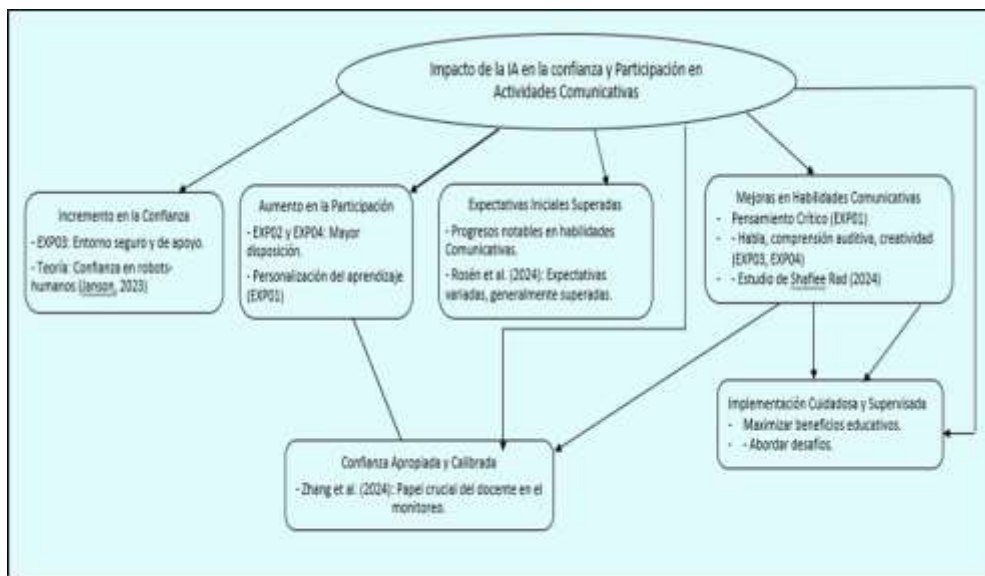 Impacto de la IA en la confianza y Participación en
Actividades Comunicativas
Incremento en la Confianza
- EXP03: Entorno seguro y de apoyo.
- Teoría: Confianza en robots-
humanos (Janson, 2023)
Aumento en la Participación
- EXP02 y EXP04: Mayor
disposición.
- Personalización del aprendizaje
(EXP01)
Expectativas Iniciales Superadas
- Progresos notables en habilidades
Comunicativas.
- Rosén et al. (2024): Expectativas
variadas, generalmente superadas.
Mejoras en Habilidades Comunicativas
- Pensamiento Crítico (EXP01)
- - Habla, comprensión auditiva, creatividad
(EXP03, EXP04)
- - Estudio de Shafiee Rad (2024)
Implementación Cuidadosa y Supervisada
- Maximizar beneficios educativos.
- - Abordar desafíos.
Confianza Apropiada y Calibrada
- Zhang et al. (2024): Papel crucial del docente en el
monitoreo.